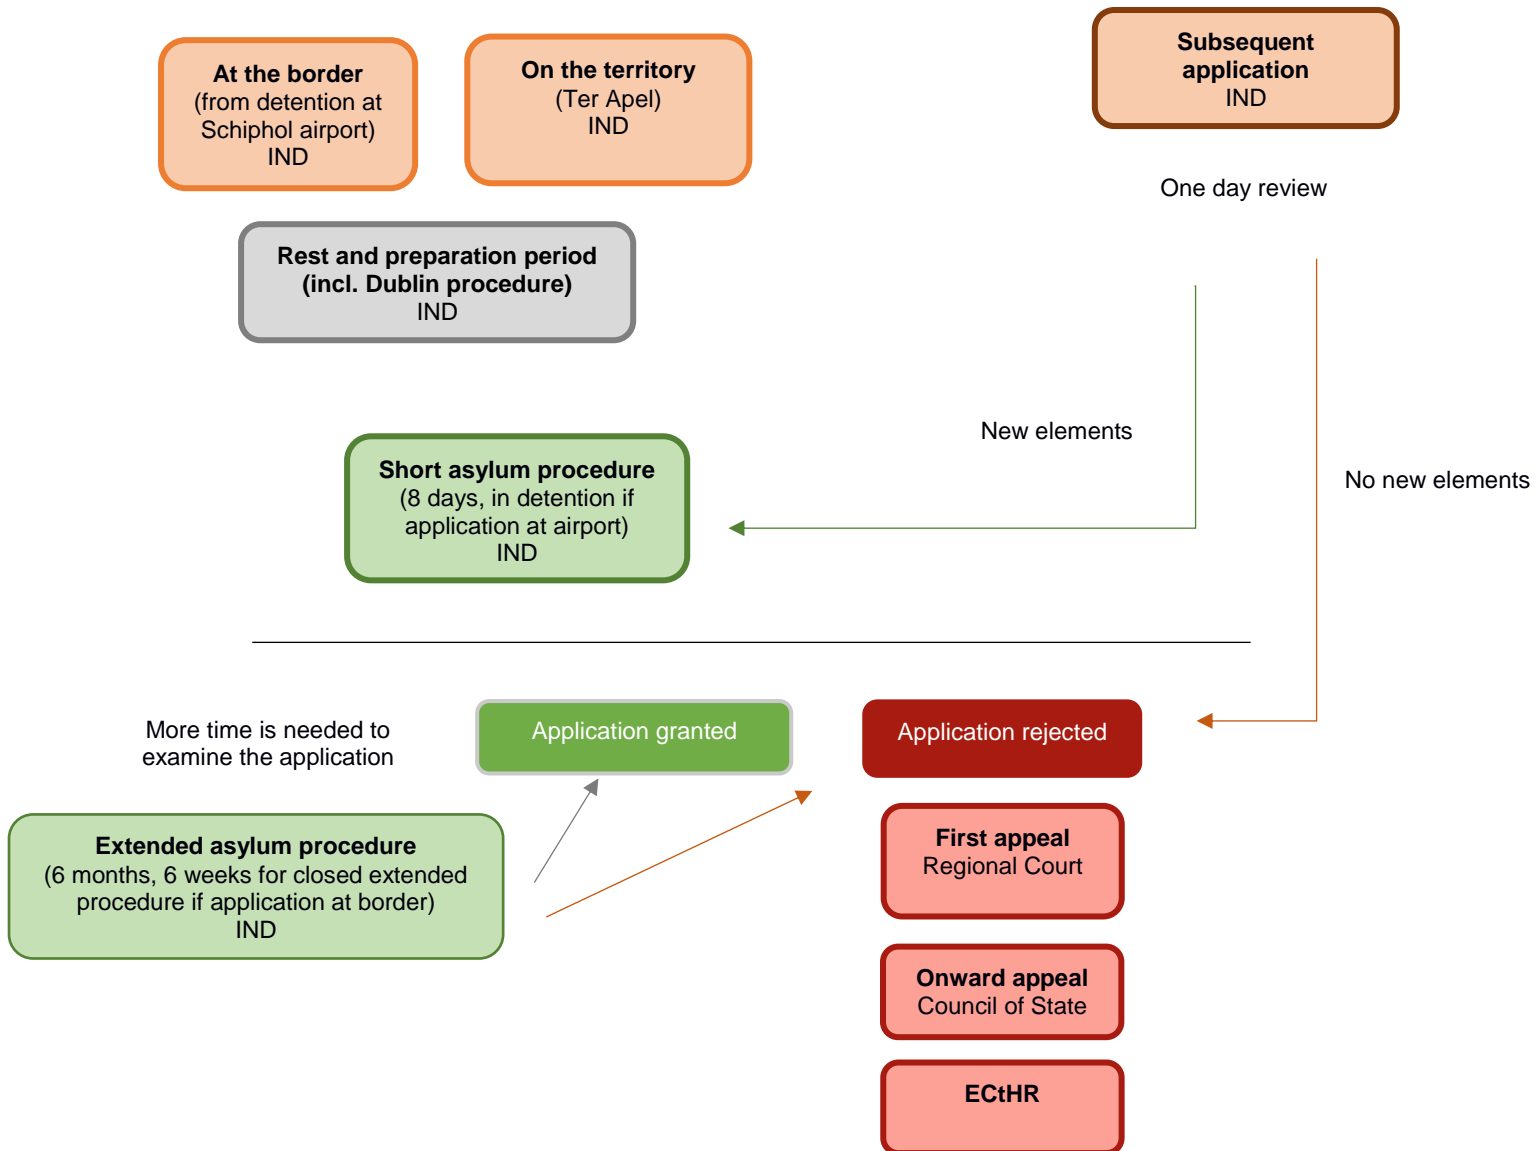 At the border
(from detention at
Schiphol airport)
IND
On the territory
(Ter Apel)
IND
Subsequent
application
IND
One day review
Rest and preparation period
(incl. Dublin procedure)
IND
New elements
No new elements
Short asylum procedure
(8 days, in detention if
application at airport)
IND
More time is needed to
examine the application
Application granted
Application rejected
Extended asylum procedure
(6 months, 6 weeks for closed extended
procedure if application at border)
IND
First appeal
Regional Court
Onward appeal
Council of State
ECtHR